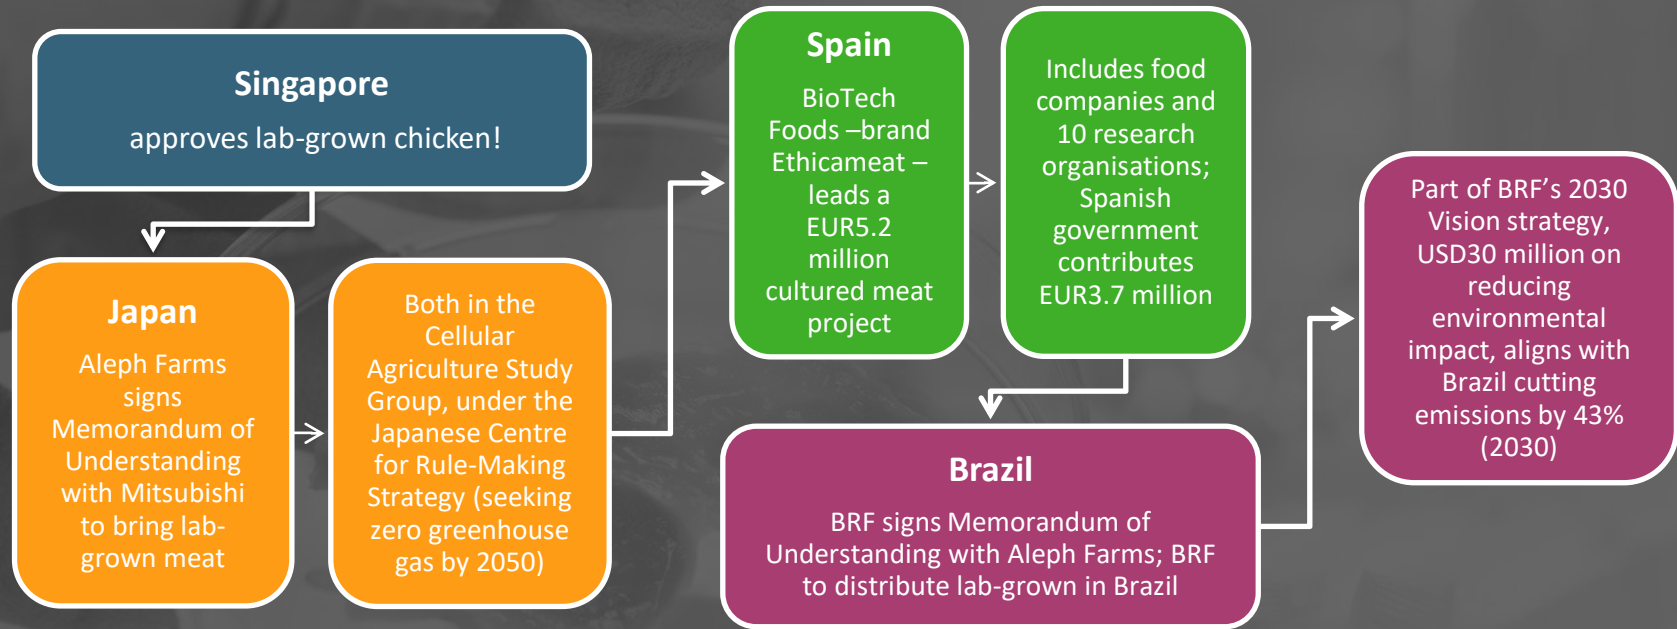 Singapore
approves lab-grown chicken!
Japan
Aleph Farms
signs
Memorandum of
Understanding
with Mitsubishi
to bring lab-
grown meat
Both in the
Cellular
Agriculture Study
Group, under the
Japanese Centre
for Rule-Making
Strategy (seeking
zero greenhouse
gas by 2050)
Spain
BioTech
Foods –brand
Ethicameat –
leads a
EUR5.2
million
cultured meat
project
Includes food
companies and
10 research
organisations;
Spanish
government
contributes
EUR3.7 million
Brazil
BRF signs Memorandum of
Understanding with Aleph Farms; BRF
to distribute lab-grown in Brazil
Part of BRF’s 2030
Vision strategy,
USD30 million on
reducing
environmental
impact, aligns with
Brazil cutting
emissions by 43%
(2030)